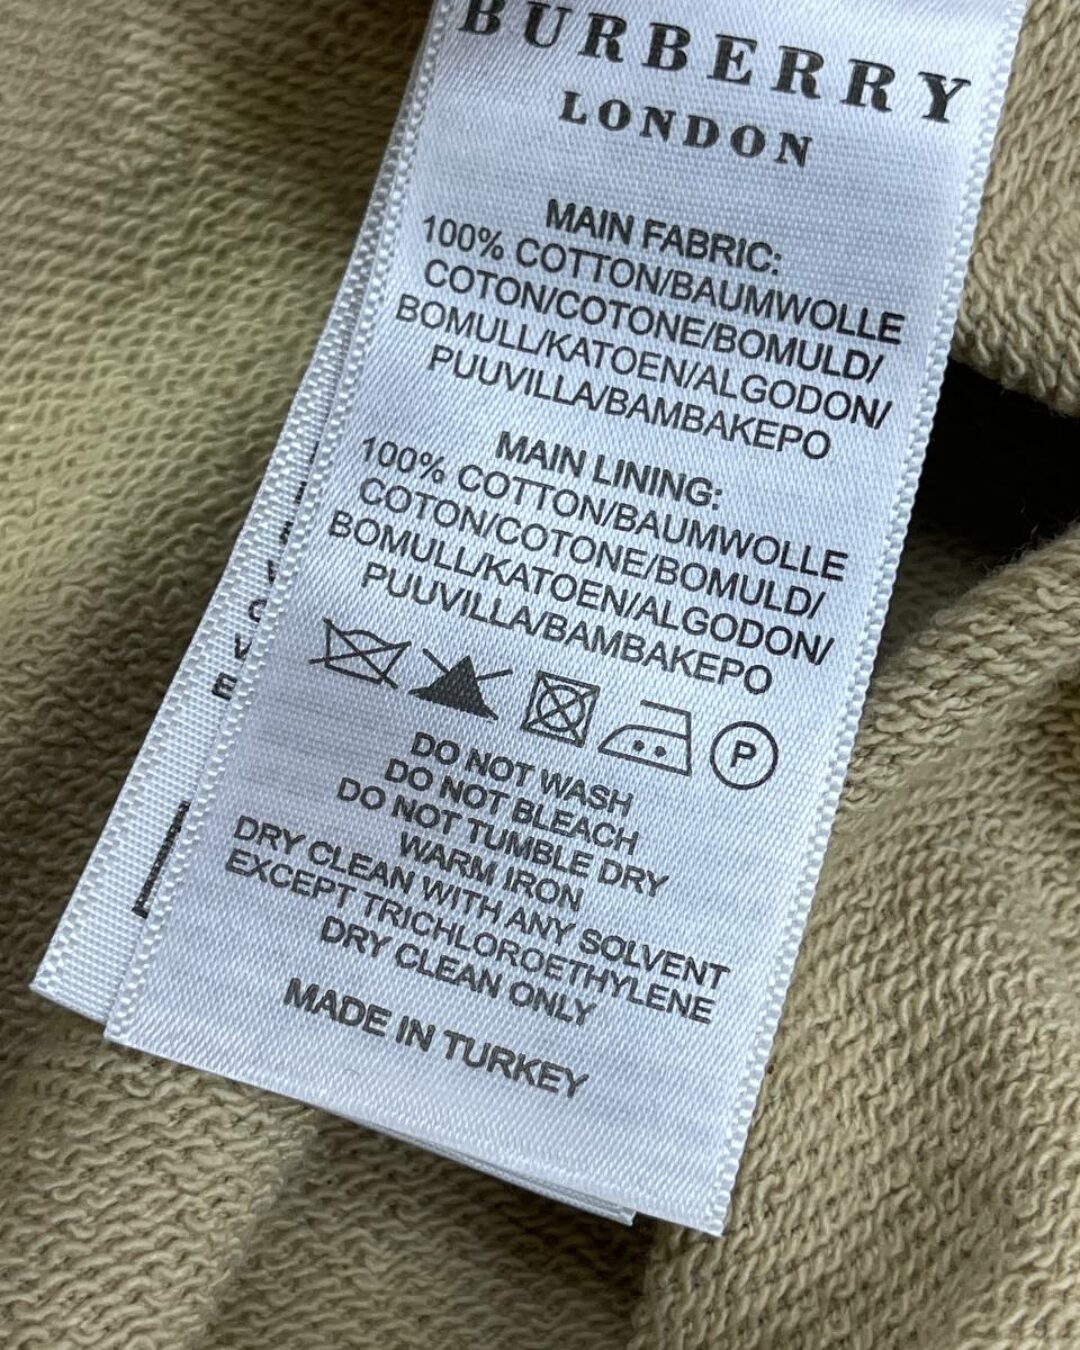 BURBERRY
LONDON
MAIN FABRIC:
100% COTTON/BAUMWOLLE
COTON/COTONE/BOMULD/
BOMULL/KATOEN/ALGODON/
PUUVILLA/BAMBAKEPO
MAIN LINING:
100% COTTON/BAUMWOLLE
COTON/COTONE/BOMULD/
BOMULL/KATOEN/ALGODON/
PUUVILLA/BAMBAKEPO
P
DO NOT WASH
DO NOT BLEACH
DO NOT TUMBLE DRY
WARM IRON
DRY CLEAN WITH ANY SOLVENT
EXCEPT TRICHLOROETHYLENE
DRY CLEAN ONLY
MADE IN TURKEY